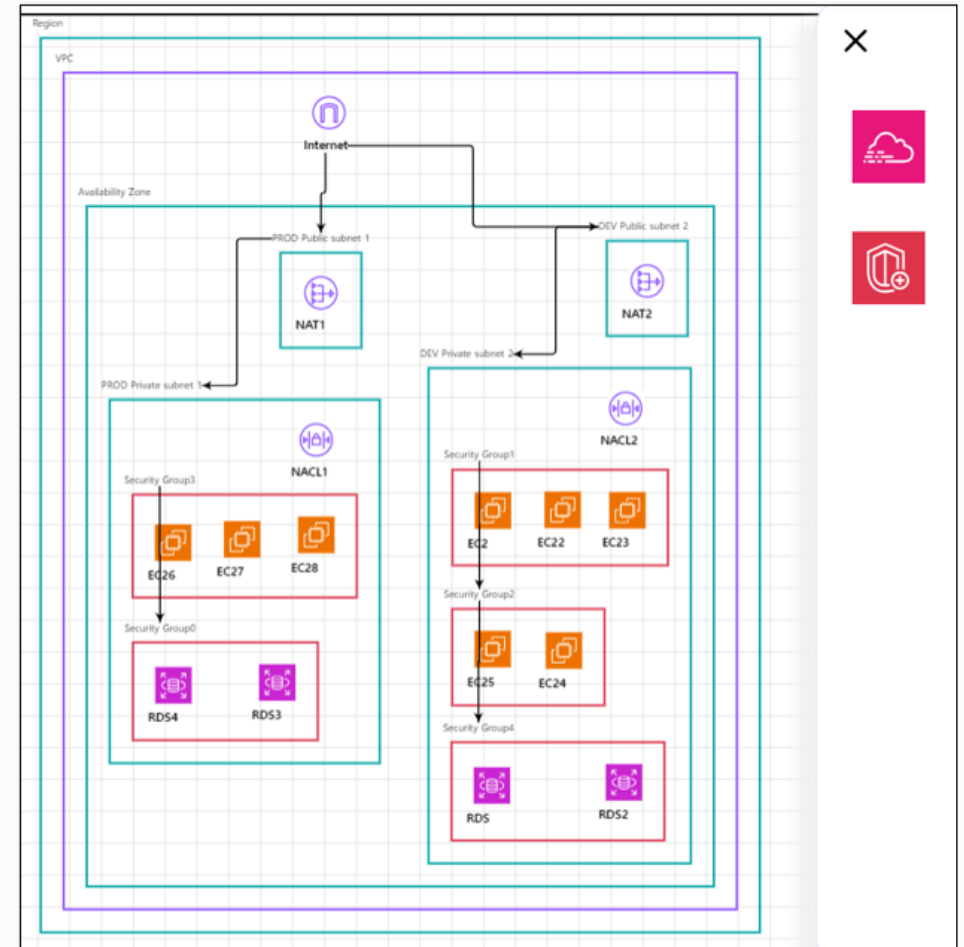 Region
VPC
Internet
Availability Zone
PROD Public subnet 1
DEV Public subnet 2
NAT1
NAT2
DEV Private subnet 2
PROD Private subnet 1
NACL2
NACL1
Security Group1
Security Group3
EC2
EC22
EC23
EC26
EC27
EC28
Security Group2
Security Group0
EC25
EC24
RDS4
RDS3
Security Group4
RDS
RDS2